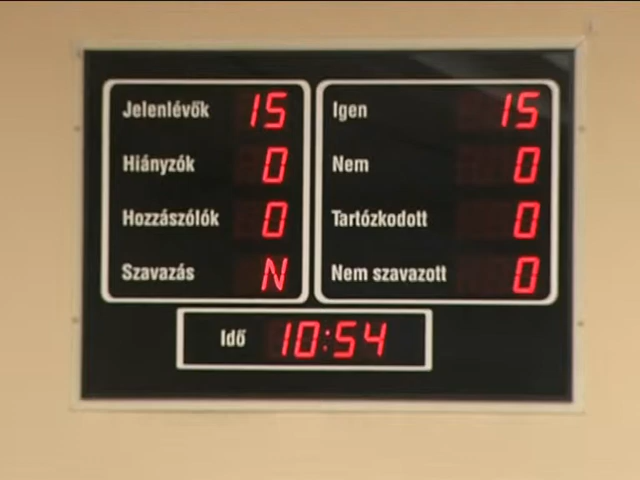 Jelenlévők 15
Hiányzók 0
Hozzászólók 0
Szavazás N
Igen 15
Nem 0
Tartózkodott 0
Nem szavazott 0
Idő 10:54